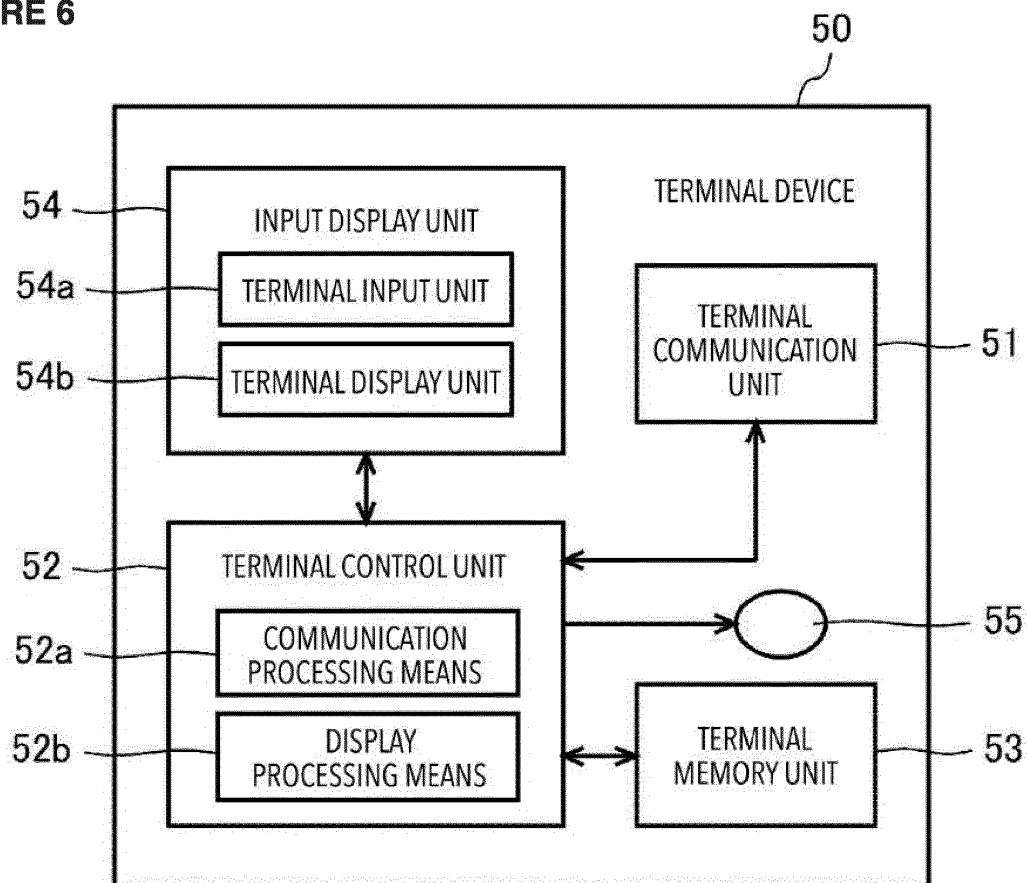 RE 6
50
TERMINAL DEVICE
54
INPUT DISPLAY UNIT
54a
TERMINAL INPUT UNIT
54b
TERMINAL DISPLAY UNIT
TERMINAL
COMMUNICATION
UNIT
51
52
TERMINAL CONTROL UNIT
52a
COMMUNICATION
PROCESSING MEANS
52b
DISPLAY
PROCESSING MEANS
55
TERMINAL
MEMORY UNIT
53